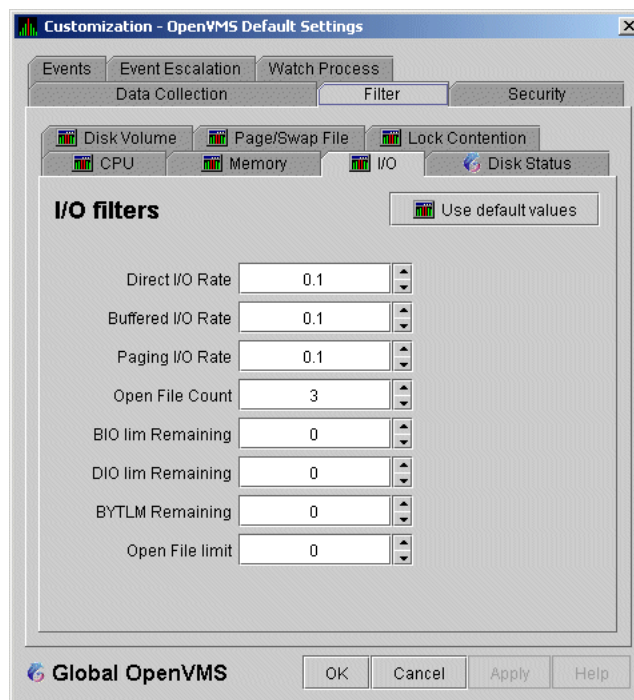 Customization - OpenVMS Default Settings
Events Event Escalation Watch Process
Data Collection Filter Security
Disk Volume Page/Swap File Lock Contention
CPU Memory I/O Disk Status
I/O filters Use default values
Direct I/O Rate 0.1
Buffered I/O Rate 0.1
Paging I/O Rate 0.1
Open File Count 3
BIO lim Remaining 0
DIO lim Remaining 0
BYTLM Remaining 0
Open File limit 0
Global OpenVMS OK Cancel Apply Help